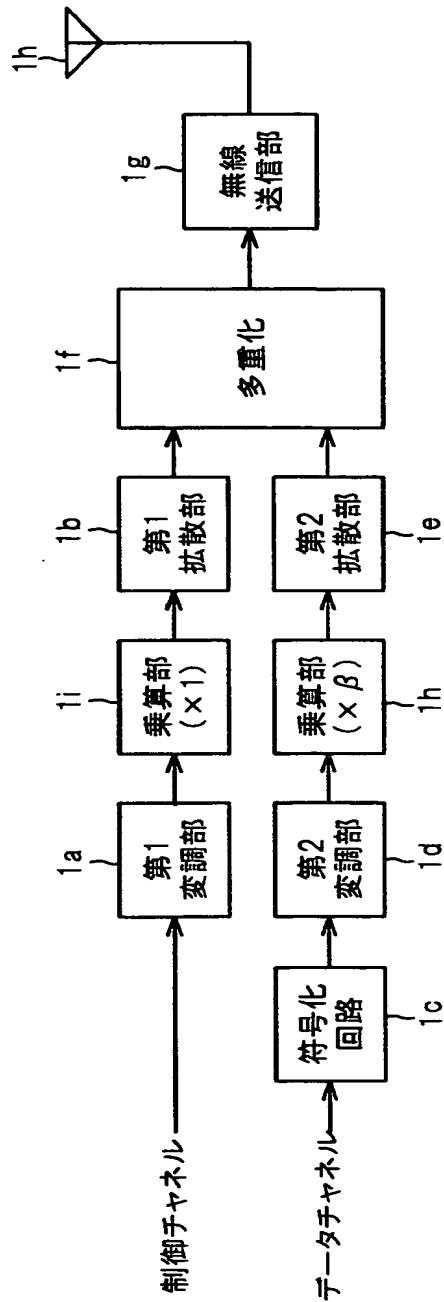 制御チャネル
1a
第1
変調部
1i
乗算部
(×1)
1b
第1
拡散部
1f
多重化
1g
無線
送信部
1h
データチャネル
符号化
回路
1c
第2
変調部
1d
乗算部
(×β)
1h
第2
拡散部
1e